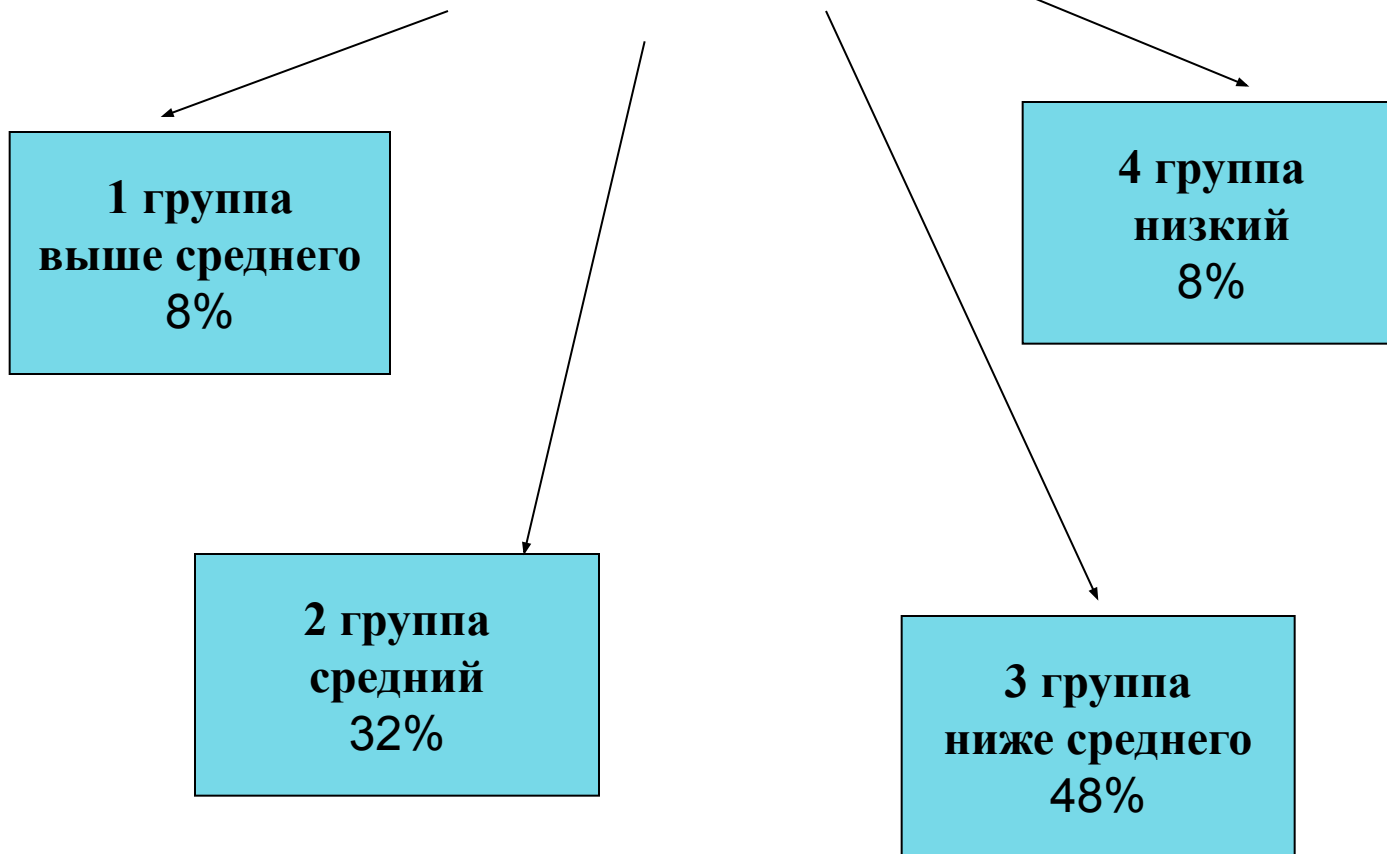 1 группа
выше среднего
8%
4 группа
низкий
8%
2 группа
средний
32%
3 группа
ниже среднего
48%